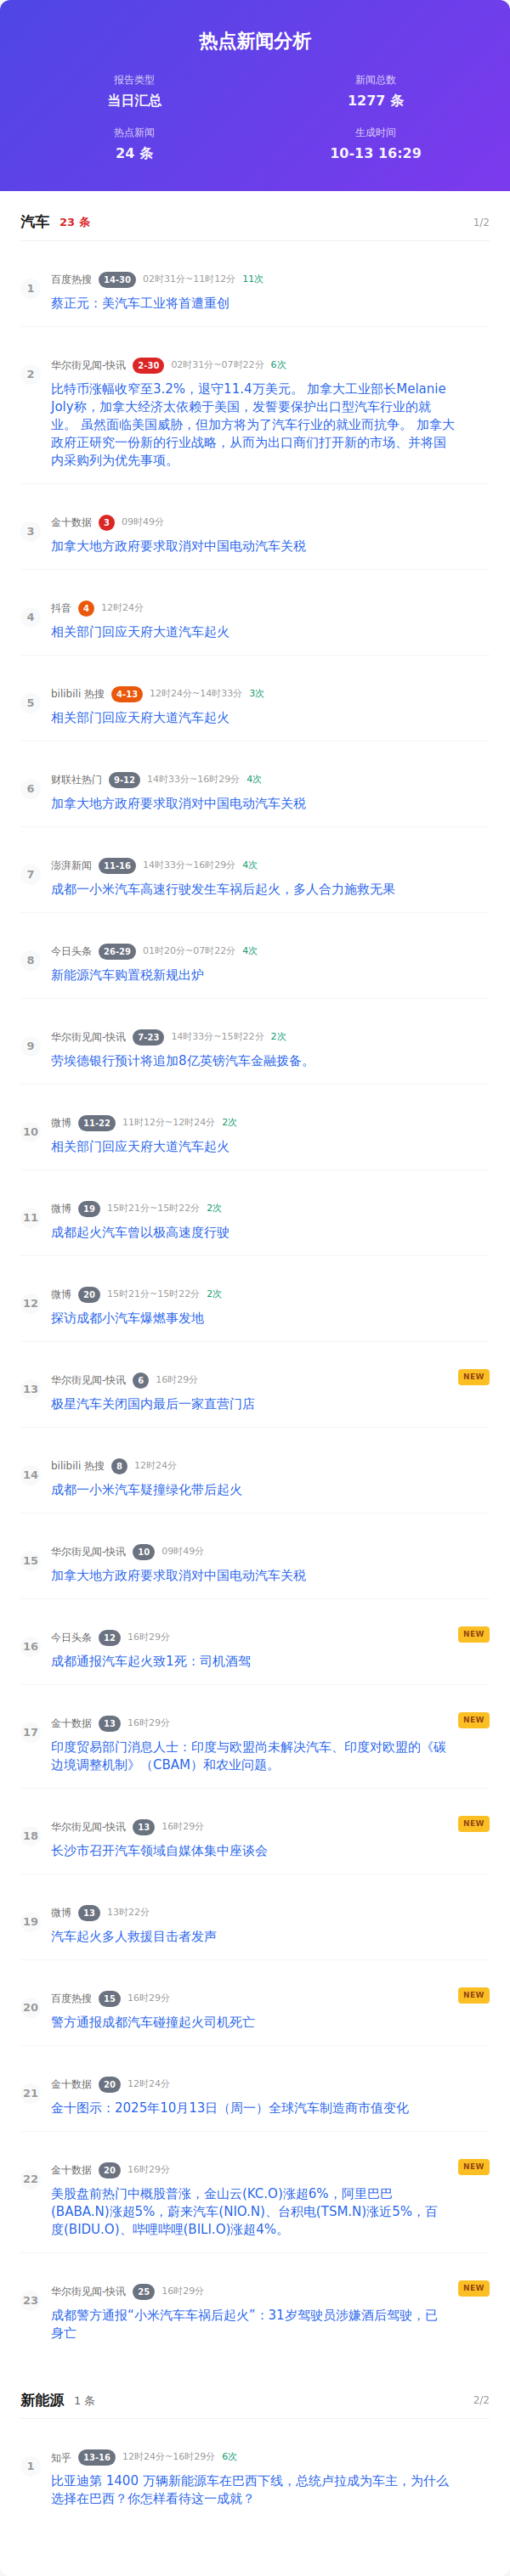 热点新闻分析
报告类型
当日汇总
新闻总数
1277 条
热点新闻
24 条
生成时间
10-13 16:29
汽车 23 条 1/2
1
百度热搜 14-30 02时31分~11时12分 11次
蔡正元：美汽车工业将首遭重创
2
华尔街见闻-快讯 2-30 02时31分~07时22分 6次
比特币涨幅收窄至3.2%，退守11.4万美元。 加拿大工业部长Melanie
Joly称，加拿大经济太依赖于美国，发誓要保护出口型汽车行业的就
业。 虽然面临美国威胁，但加方将为了汽车行业的就业而抗争。 加拿大
政府正研究一份新的行业战略，从而为出口商们打开新的市场、并将国
内采购列为优先事项。
3
金十数据 3 09时49分
加拿大地方政府要求取消对中国电动汽车关税
4
抖音 4 12时24分
相关部门回应天府大道汽车起火
5
bilibili 热搜 4-13 12时24分~14时33分 3次
相关部门回应天府大道汽车起火
6
财联社热门 9-12 14时33分~16时29分 4次
加拿大地方政府要求取消对中国电动汽车关税
7
澎湃新闻 11-16 14时33分~16时29分 4次
成都一小米汽车高速行驶发生车祸后起火，多人合力施救无果
8
今日头条 26-29 01时20分~07时22分 4次
新能源汽车购置税新规出炉
9
华尔街见闻-快讯 7-23 14时33分~15时22分 2次
劳埃德银行预计将追加8亿英镑汽车金融拨备。
10
微博 11-22 11时12分~12时24分 2次
相关部门回应天府大道汽车起火
11
微博 19 15时21分~15时22分 2次
成都起火汽车曾以极高速度行驶
12
微博 20 15时21分~15时22分 2次
探访成都小汽车爆燃事发地
13
华尔街见闻-快讯 6 16时29分 NEW
极星汽车关闭国内最后一家直营门店
14
bilibili 热搜 8 12时24分
成都一小米汽车疑撞绿化带后起火
15
华尔街见闻-快讯 10 09时49分
加拿大地方政府要求取消对中国电动汽车关税
16
今日头条 12 16时29分 NEW
成都通报汽车起火致1死：司机酒驾
17
金十数据 13 16时29分 NEW
印度贸易部门消息人士：印度与欧盟尚未解决汽车、印度对欧盟的《碳
边境调整机制》（CBAM）和农业问题。
18
华尔街见闻-快讯 13 16时29分 NEW
长沙市召开汽车领域自媒体集中座谈会
19
微博 13 13时22分
汽车起火多人救援目击者发声
20
百度热搜 15 16时29分 NEW
警方通报成都汽车碰撞起火司机死亡
21
金十数据 20 12时24分
金十图示：2025年10月13日（周一）全球汽车制造商市值变化
22
金十数据 20 16时29分 NEW
美股盘前热门中概股普涨，金山云(KC.O)涨超6%，阿里巴巴
(BABA.N)涨超5%，蔚来汽车(NIO.N)、台积电(TSM.N)涨近5%，百
度(BIDU.O)、哔哩哔哩(BILI.O)涨超4%。
23
华尔街见闻-快讯 25 16时29分 NEW
成都警方通报“小米汽车车祸后起火”：31岁驾驶员涉嫌酒后驾驶，已
身亡
新能源 1 条 2/2
1
知乎 13-16 12时24分~16时29分 6次
比亚迪第 1400 万辆新能源车在巴西下线，总统卢拉成为车主，为什么
选择在巴西？你怎样看待这一成就？